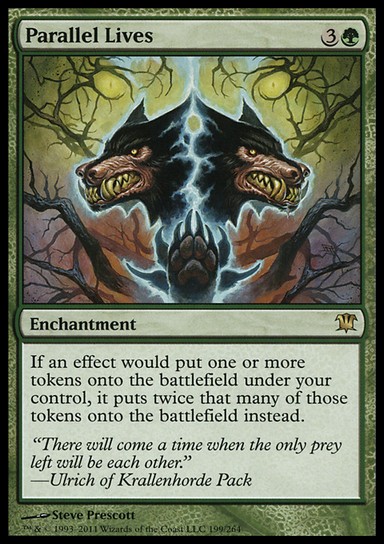 Parallel Lives 3
Enchantment
If an effect would put one or more
tokens onto the battlefield under your
control, it puts twice that many of those
tokens onto the battlefield instead.
“There will come a time when the only prey
left will be each other.”
—Ulrich of Krallenhorde Pack
Steve Prescott
™ & © 1993–2011 Wizards of the Coast LLC 199/264